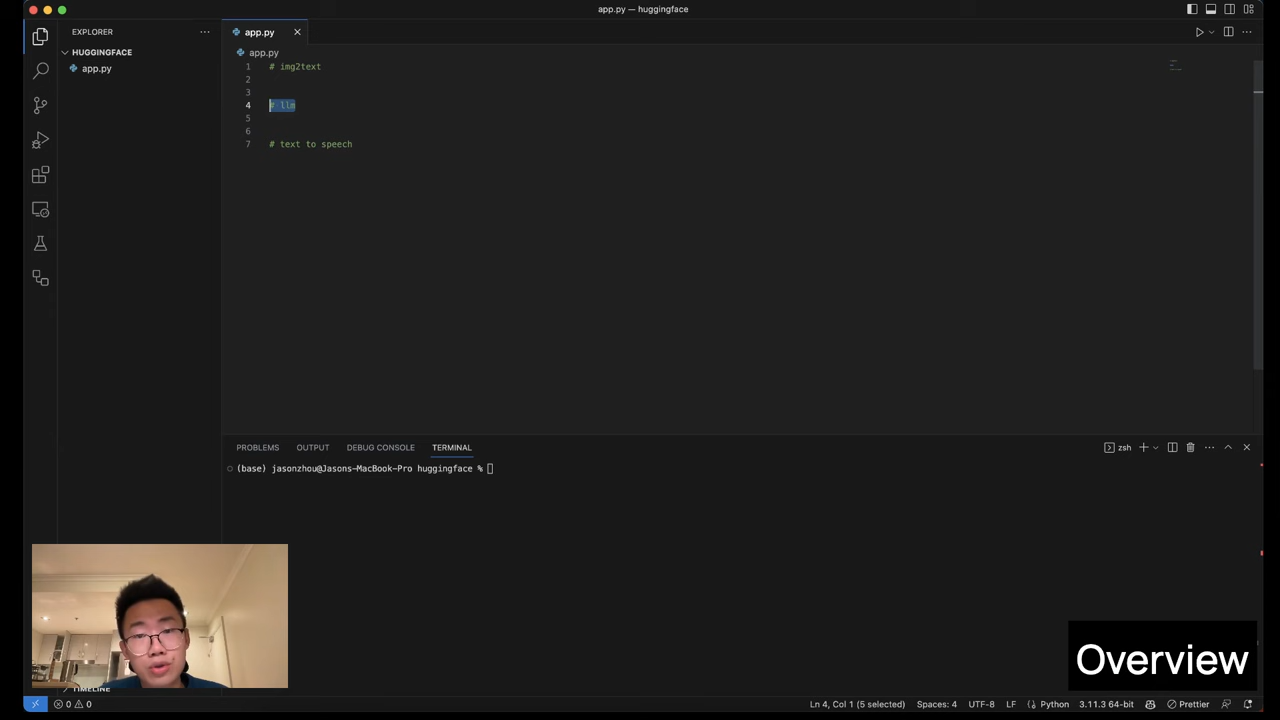 app.py — huggingface
EXPLORER
HUGGINGFACE
app.py
app.py
app.py
1 # img2text
2
3
4 # llm
5
6
7 # text to speech
PROBLEMS OUTPUT DEBUG CONSOLE TERMINAL
zsh
(base) jasonzhou@Jasons-MacBook-Pro huggingface %
Overview
TIMELINE
0 0
Ln 4, Col 1 (5 selected) Spaces: 4 UTF-8 LF Python 3.11.3 64-bit Prettier